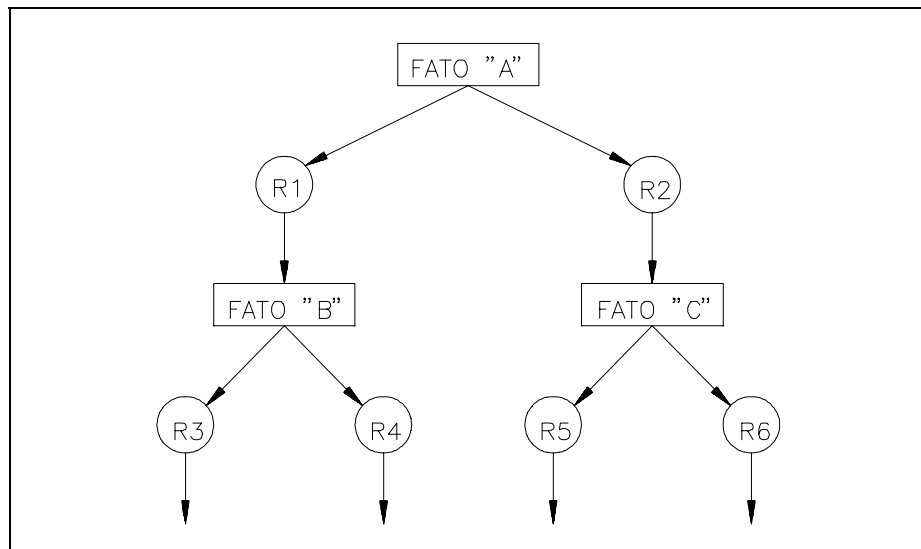 FATO "A"
R1
R2
FATO "B"
FATO "C"
R3
R4
R5
R6